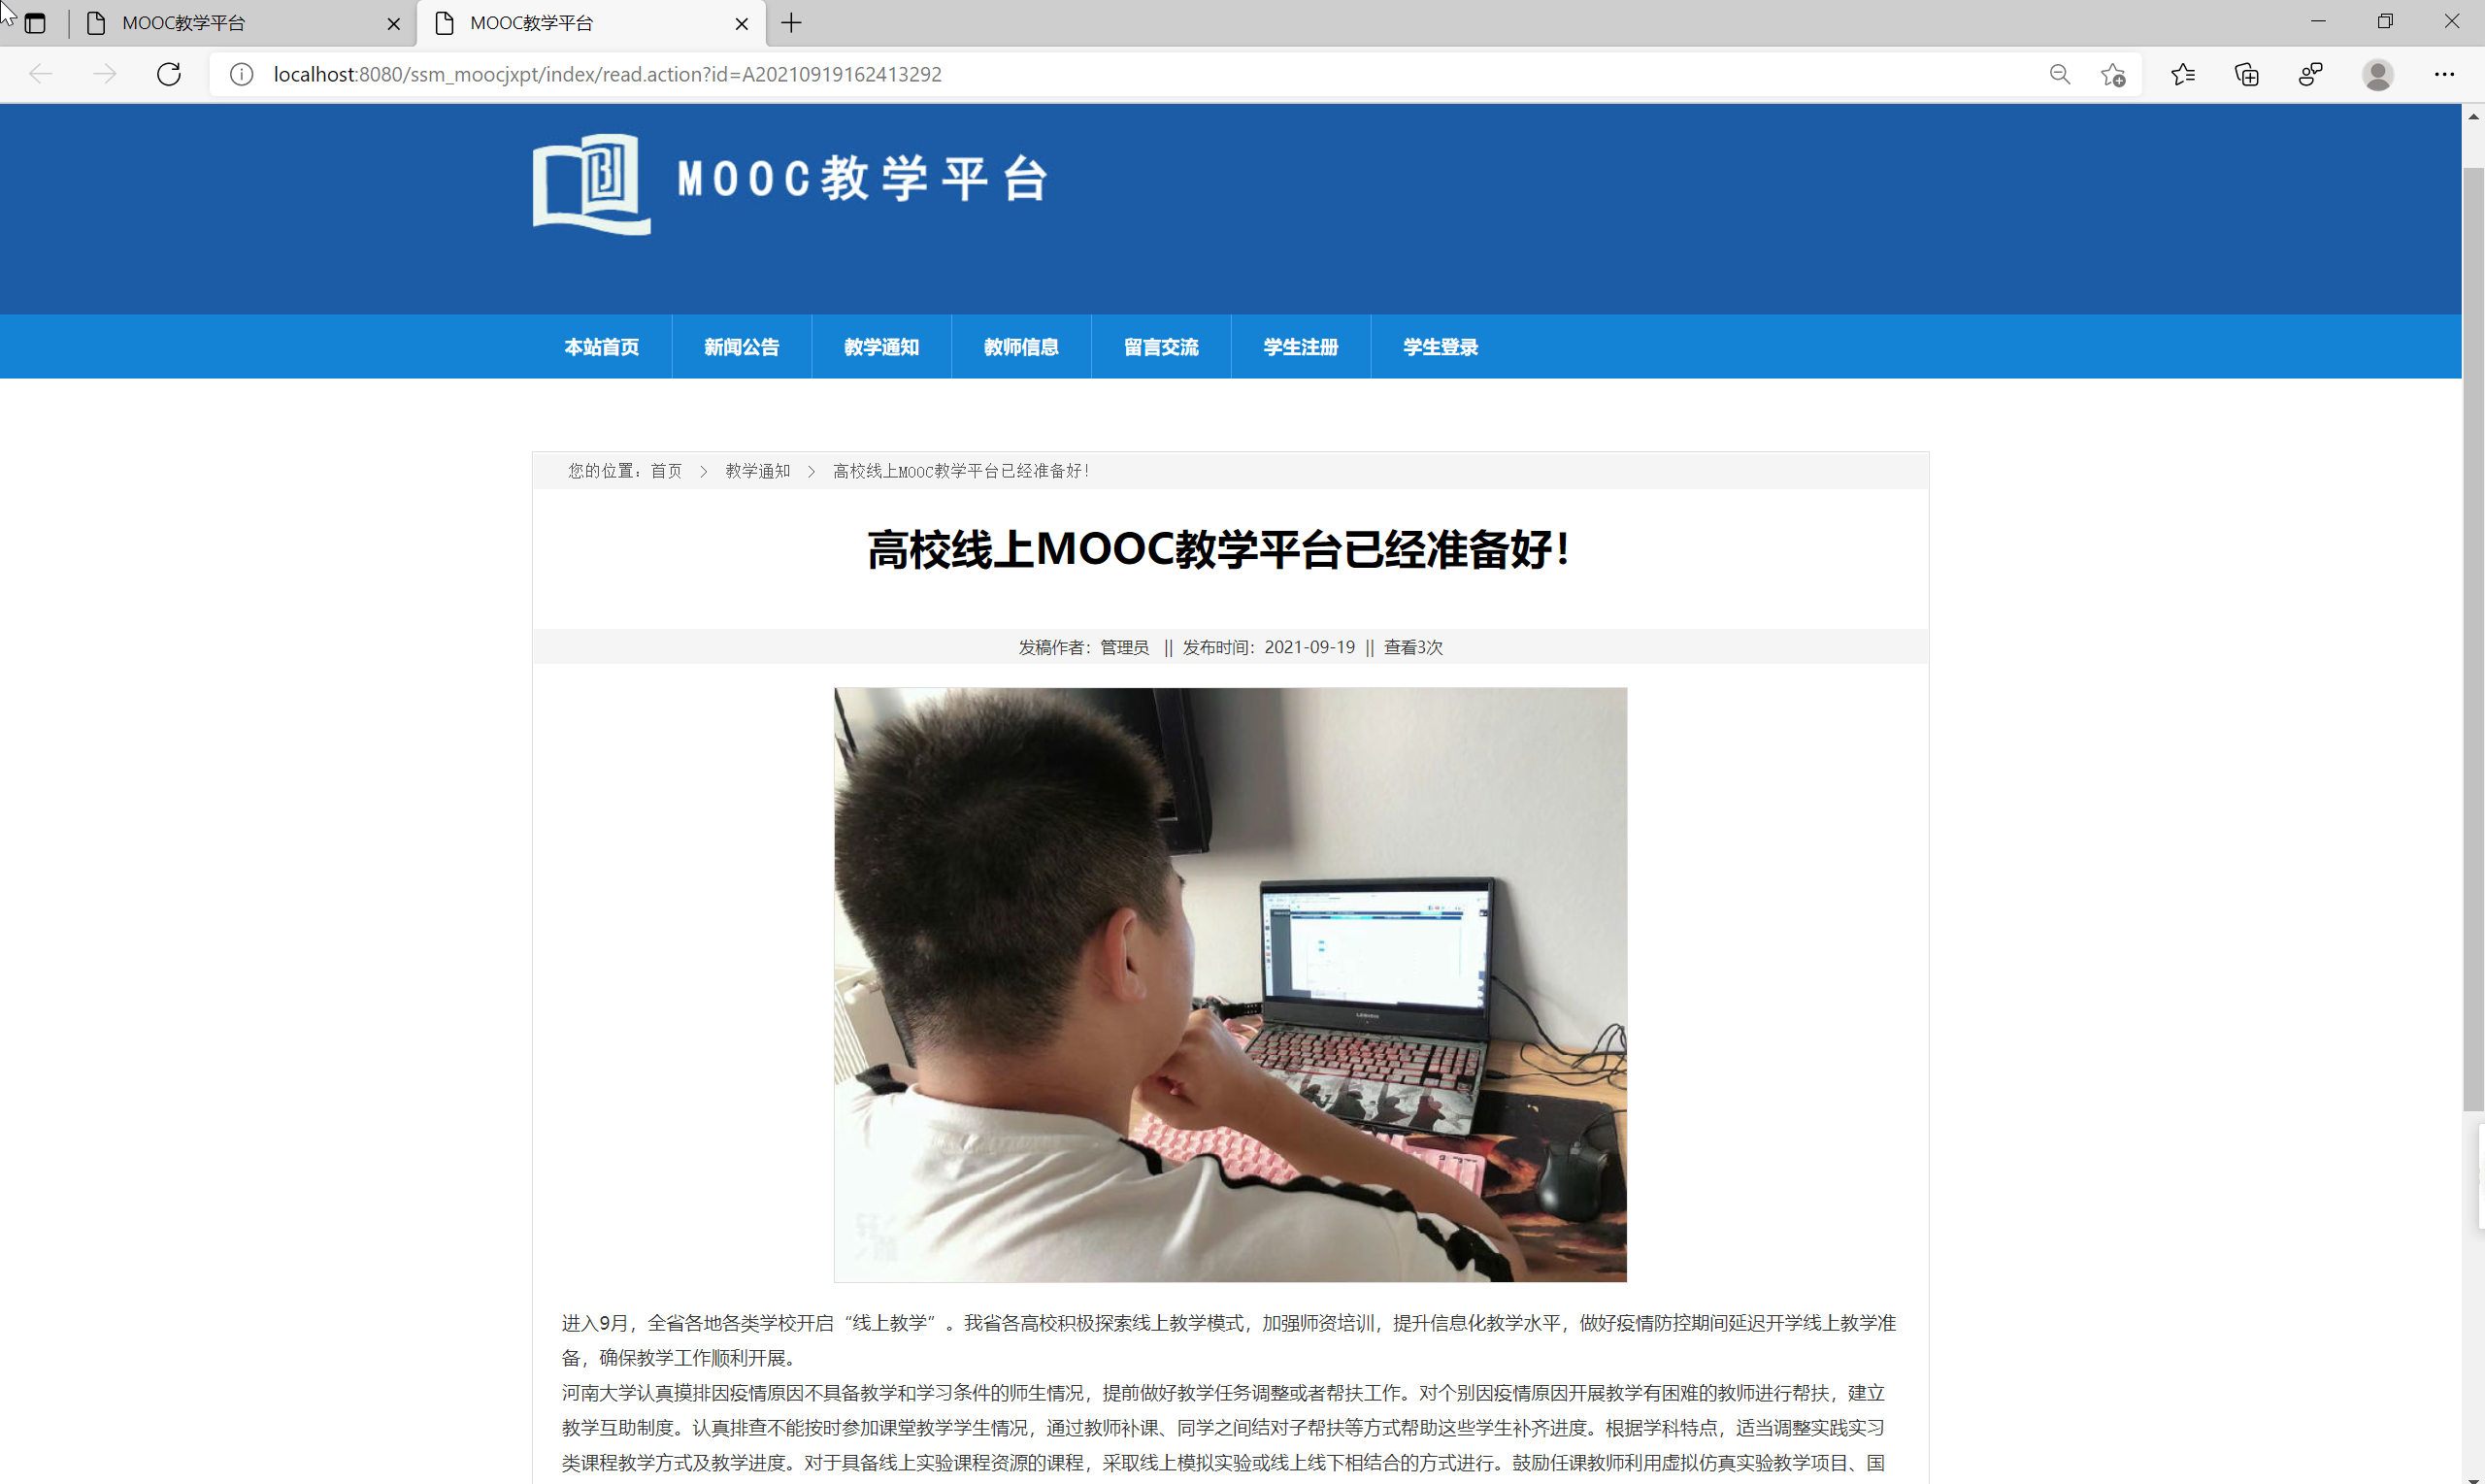 MOOC教学平台
MOOC教学平台
localhost:8080/ssm_moocjxpt/index/read.action?id=A20210919162413292
MOOC教学平台
本站首页 新闻公告 教学通知 教师信息 留言交流 学生注册 学生登录
您的位置：首页 > 教学通知 > 高校线上MOOC教学平台已经准备好！
高校线上MOOC教学平台已经准备好！
发稿作者：管理员 || 发布时间：2021-09-19 || 查看3次
进入9月，全省各地各类学校开启“线上教学”。我省各高校积极探索线上教学模式，加强师资培训，提升信息化教学水平，做好疫情防控期间延迟开学线上教学准
备，确保教学工作顺利开展。
河南大学认真摸排因疫情原因不具备教学和学习条件的师生情况，提前做好教学任务调整或者帮扶工作。对个别因疫情原因开展教学有困难的教师进行帮扶，建立
教学互助制度。认真排查不能按时参加课堂教学学生情况，通过教师补课、同学之间结对子帮扶等方式帮助这些学生补齐进度。根据学科特点，适当调整实践实习
类课程教学方式及教学进度。对于具备线上实验课程资源的课程，采取线上模拟实验或线上线下相结合的方式进行。鼓励任课教师利用虚拟仿真实验教学项目、国